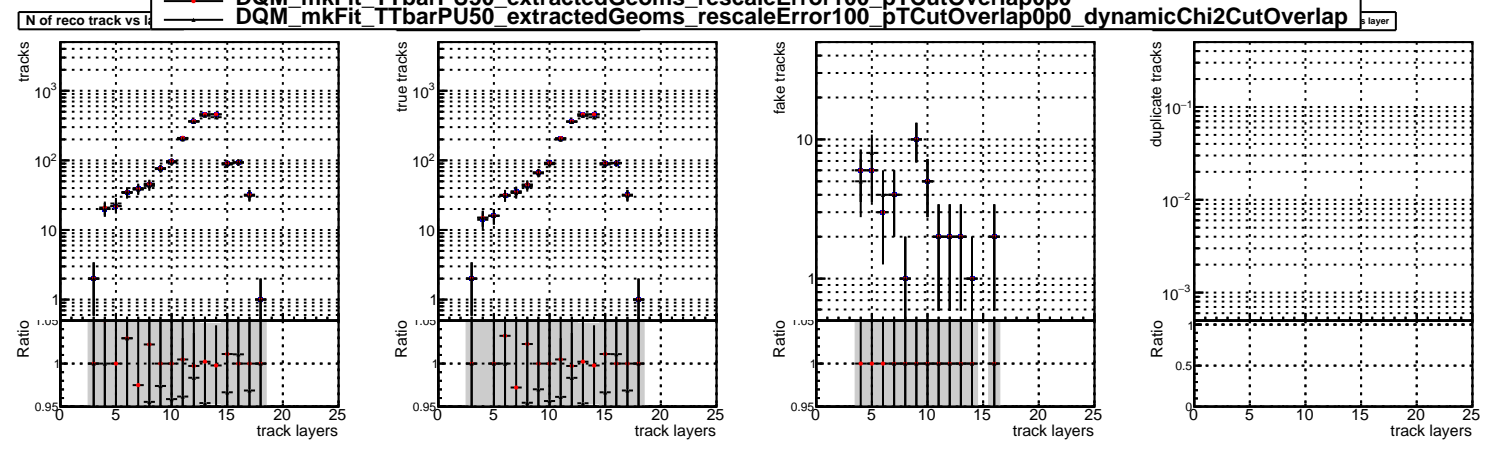 DQM_mkFit_TTbarPU50_extractedGeoms_rescaleError100_pTCutOverlap0p0
DQM_mkFit_TTbarPU50_extractedGeoms_rescaleError100_pTCutOverlap0p0_dynamicChi2CutOverlap
N of reco track vs
s layer
tracks
10³
10²
10
1
Ratio
1.05
1
0.95
0 5 10 15 20 25
track layers
true tracks
10³
10²
10
1
Ratio
1.05
1
0.95
0 5 10 15 20 25
track layers
fake tracks
10
1
Ratio
1.05
1
0.95
0 5 10 15 20 25
track layers
duplicate tracks
10⁻¹
10⁻²
10⁻³
Ratio
1
0.5
0
0 5 10 15 20 25
track layers